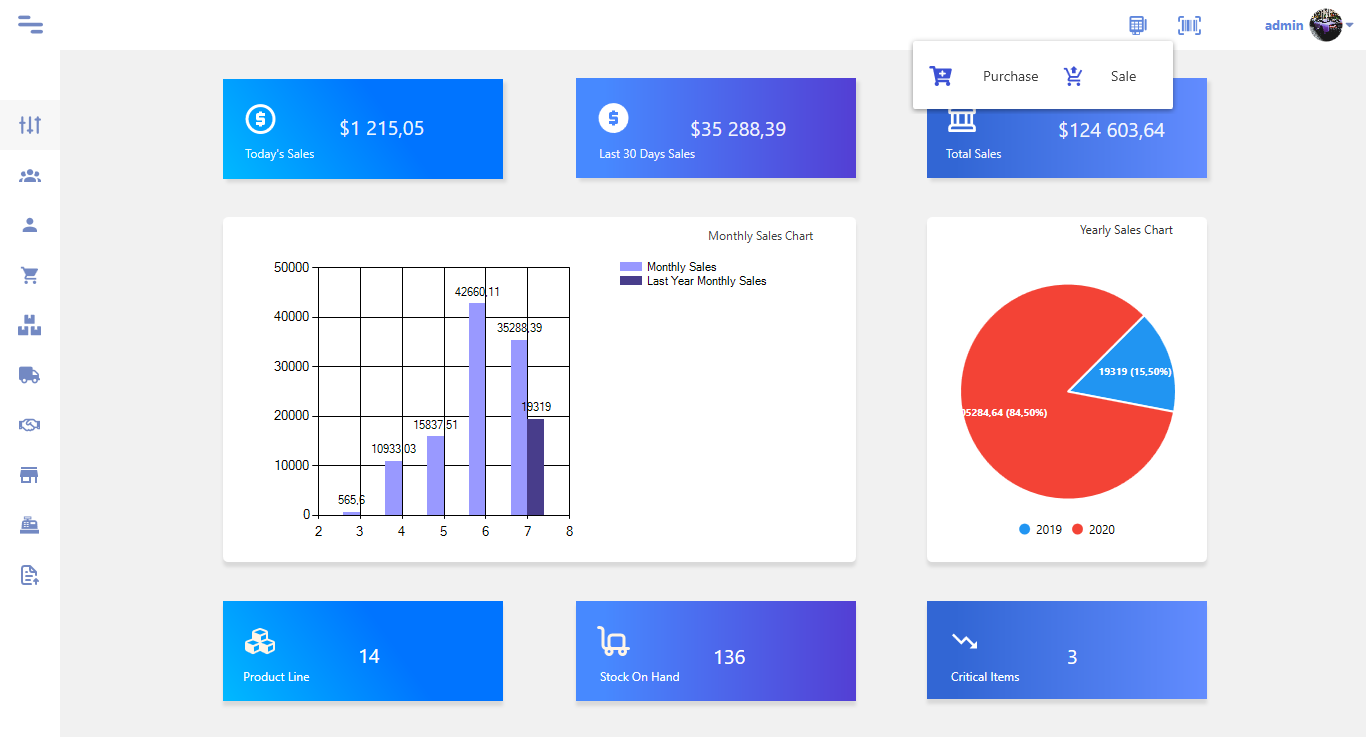 admin
Purchase
Sale
$1 215,05
Today's Sales
$35 288,39
Last 30 Days Sales
$124 603,64
Total Sales
Monthly Sales Chart
Monthly Sales
Last Year Monthly Sales
50000
40000
30000
20000
10000
0
565,6
10933,03
15837,51
42660,11
35288,39
19319
2 3 4 5 6 7 8
Yearly Sales Chart
19319 (15,50%)
05284,64 (84,50%)
2019 2020
14
Product Line
136
Stock On Hand
3
Critical Items